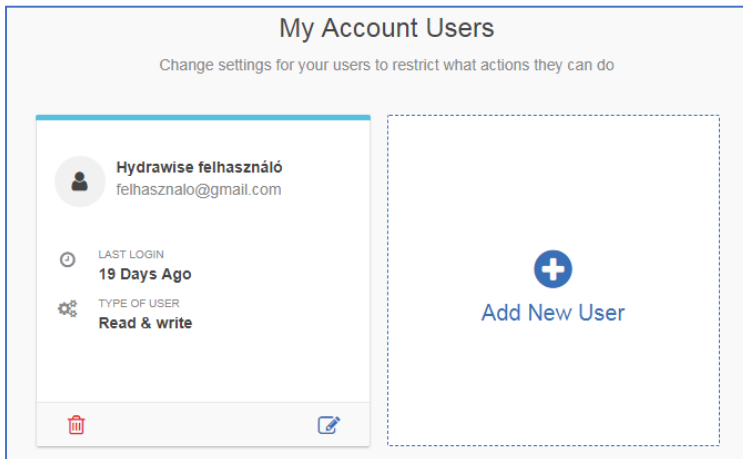 My Account Users
Change settings for your users to restrict what actions they can do
Hydrawise felhasználó
felhasznalo@gmail.com
LAST LOGIN
19 Days Ago
TYPE OF USER
Read & write
Add New User